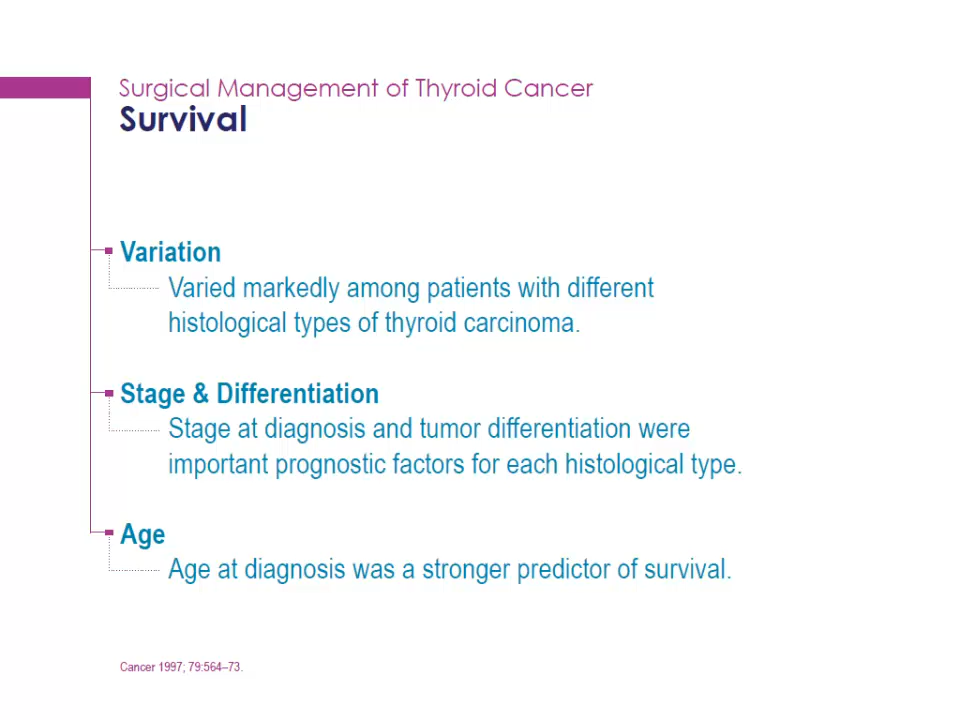 Surgical Management of Thyroid Cancer
Survival
Variation
Varied markedly among patients with different
histological types of thyroid carcinoma.
Stage & Differentiation
Stage at diagnosis and tumor differentiation were
important prognostic factors for each histological type.
Age
Age at diagnosis was a stronger predictor of survival.
Cancer 1997; 79:564–73.